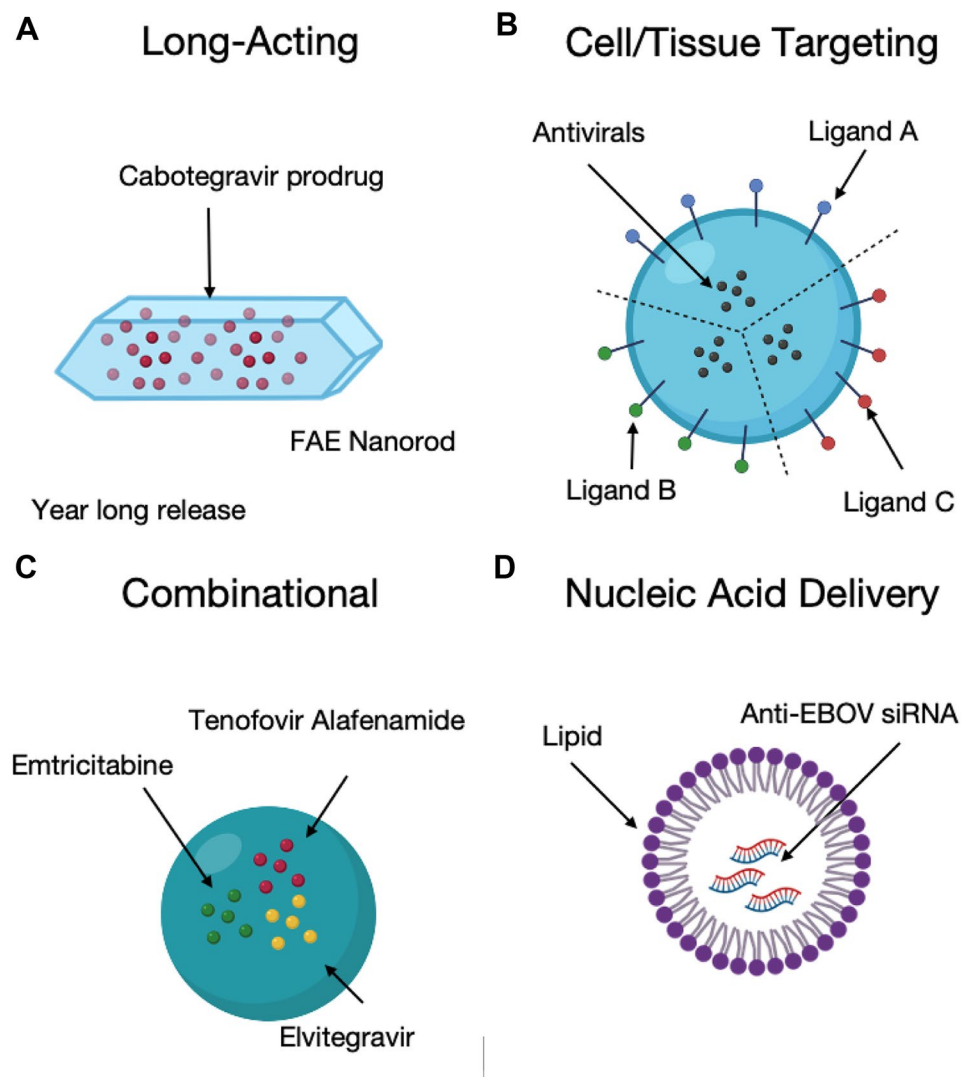 A
Long-Acting
Cabotegravir prodrug
FAE Nanorod
Year long release
B
Cell/Tissue Targeting
Antivirals
Ligand A
Ligand B
Ligand C
C
Combinational
Tenofovir Alafenamide
Emtricitabine
Elvitegravir
D
Nucleic Acid Delivery
Anti-EBOV siRNA
Lipid